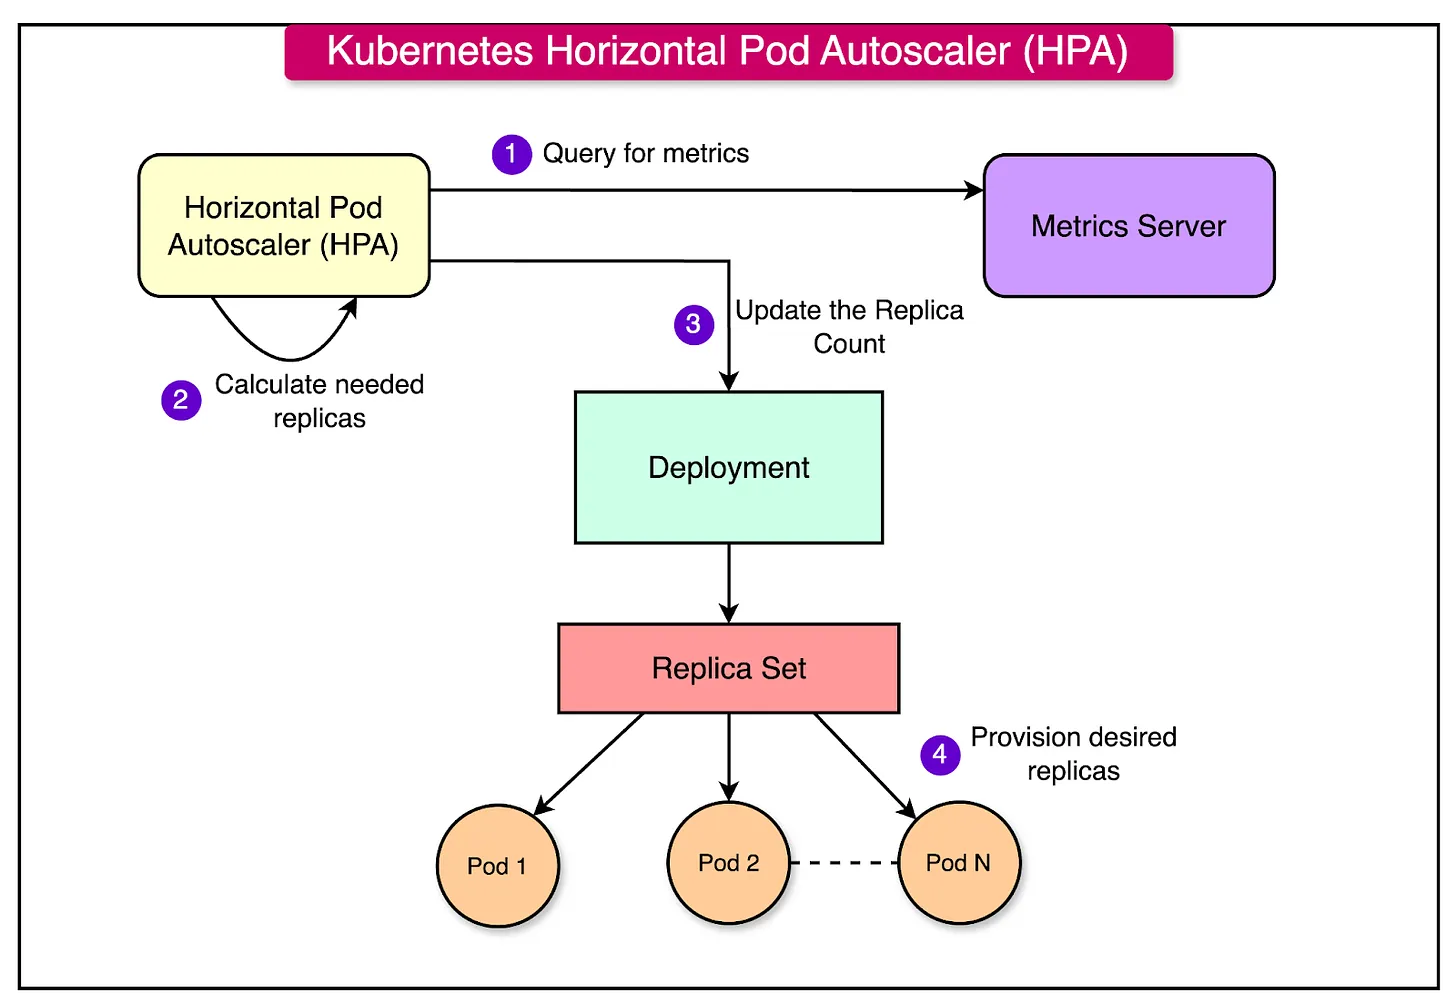 Kubernetes Horizontal Pod Autoscaler (HPA)
1 Query for metrics
Horizontal Pod
Autoscaler (HPA)
Metrics Server
3 Update the Replica
Count
2 Calculate needed
replicas
Deployment
Replica Set
4 Provision desired
replicas
Pod 1
Pod 2
Pod N